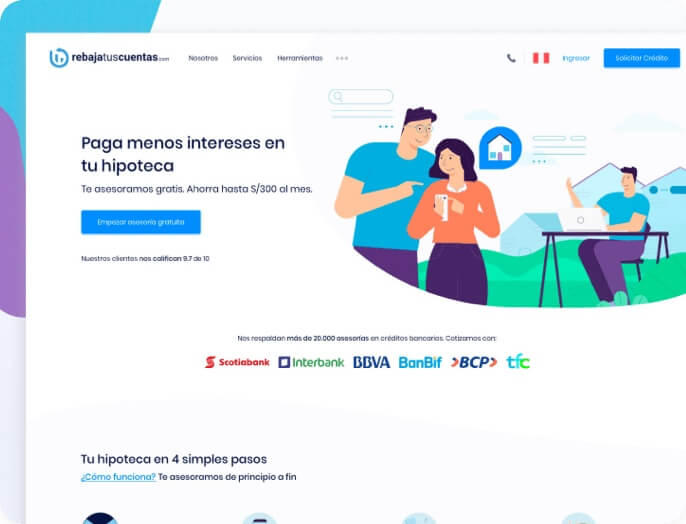 rebajatuscuentas.com
Nosotros Servicios Herramientas Ingresar Solicitar Crédito
Paga menos intereses en
tu hipoteca
Te asesoramos gratis. Ahorra hasta S/300 al mes.
Empezar asesoría gratuita
Nuestros clientes nos califican 9.7 de 10
Nos respaldan más de 20.000 asesorías en créditos bancarios. Cotizamos con:
Scotiabank Interbank BBVA BanBif BCP tfc
Tu hipoteca en 4 simples pasos
¿Cómo funciona? Te asesoramos de principio a fin